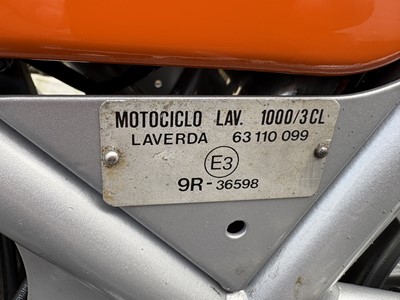 MOTOCICLO LAV. 1000/3CL
LAVERDA 63 110 099
E3
9R-36598